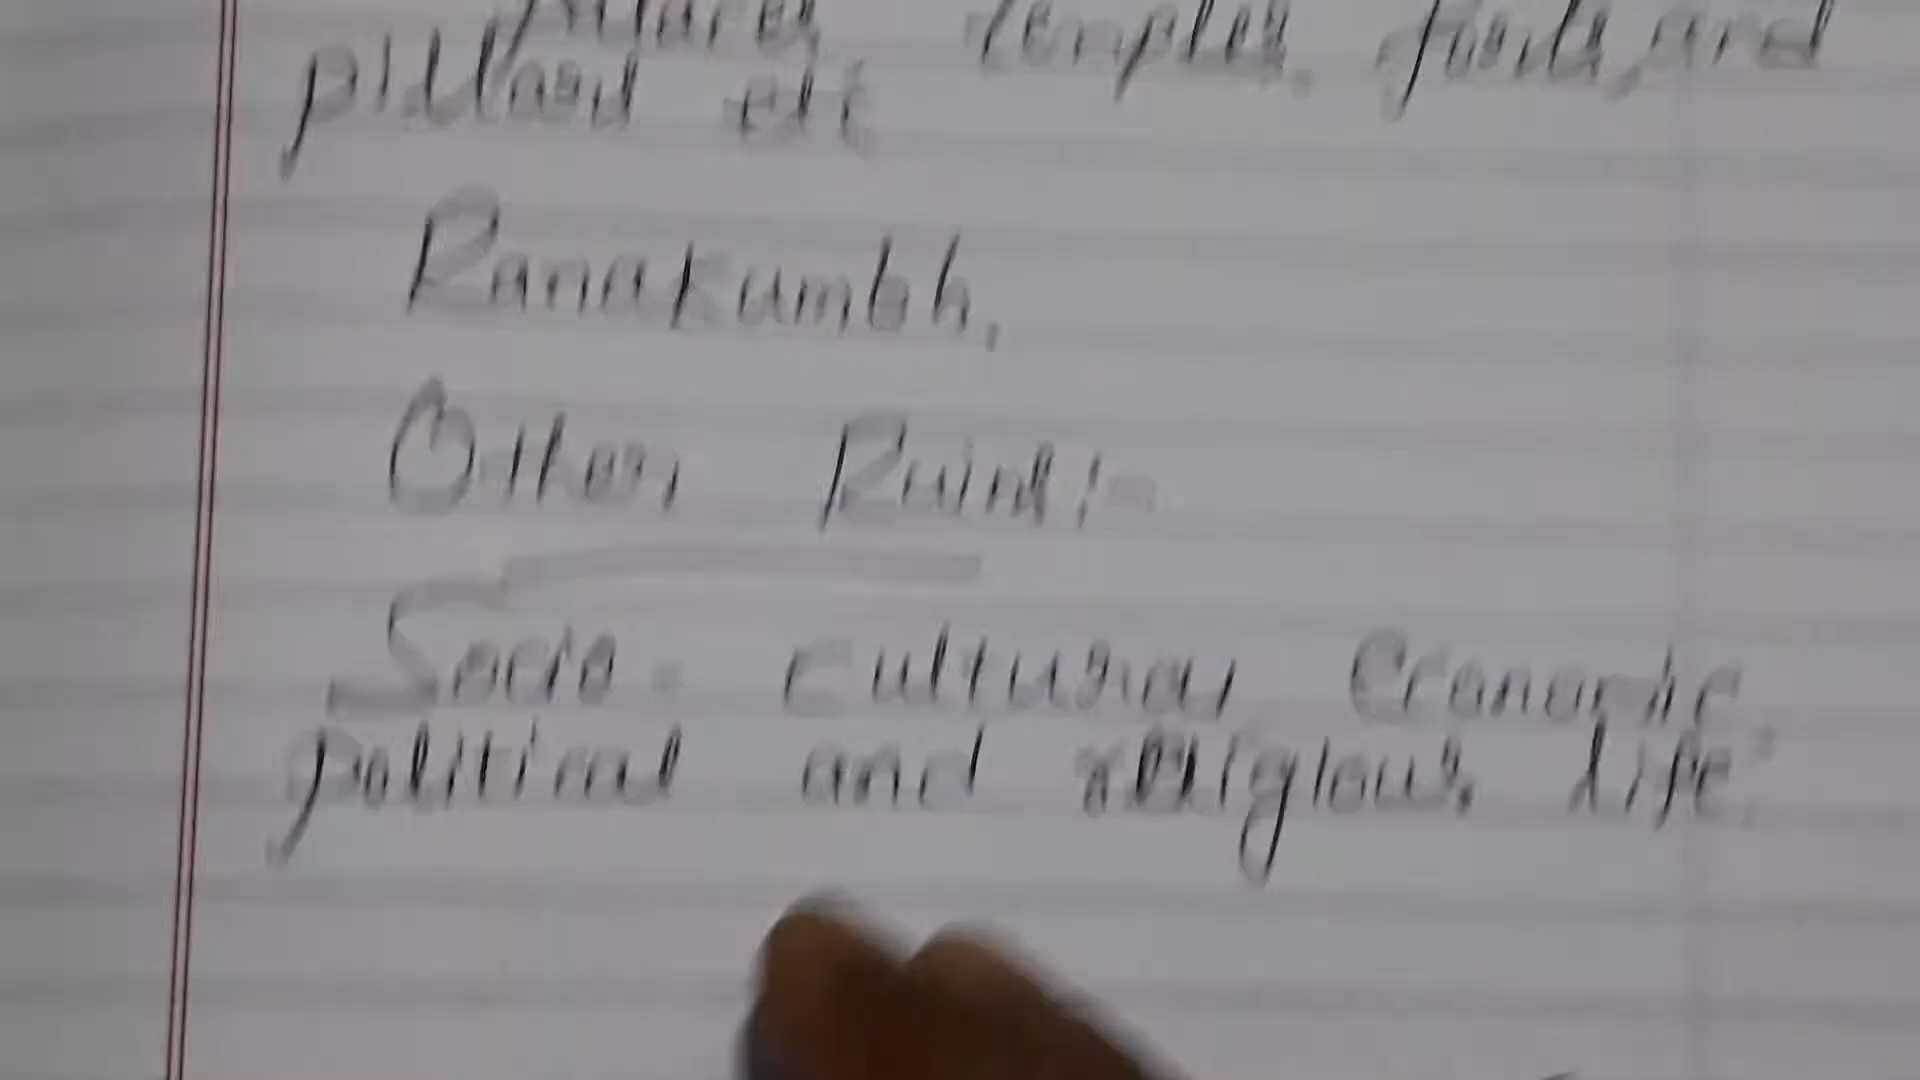 temples, forts, and
pillars etc
Ranakumbh.
Other Ruins:-
Socio - cultural Economic
political and religious life.